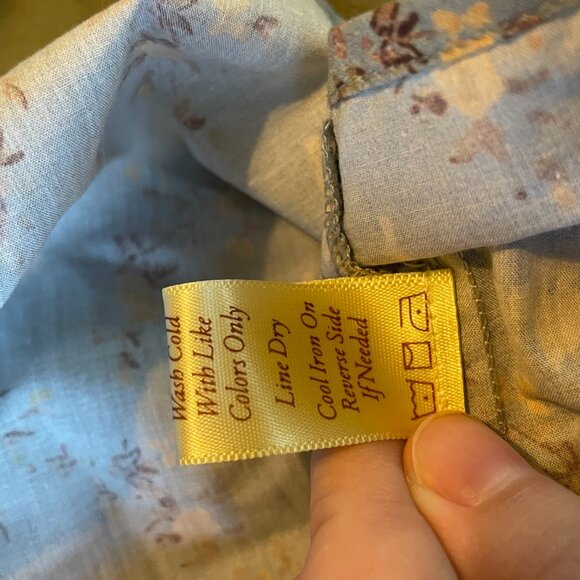 Wash Cold
With Like
Colors Only
Line Dry
Cool Iron On
Reverse Side
If Needed